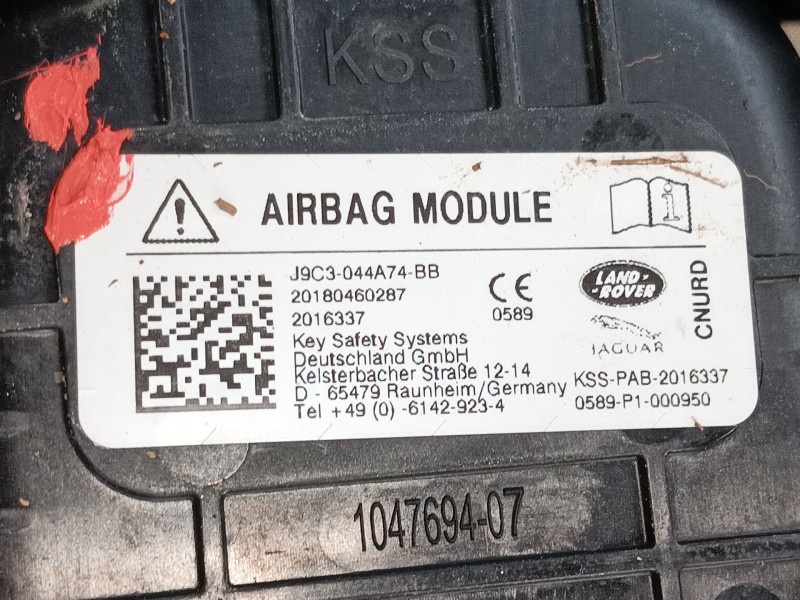 KSS
AIRBAG MODULE
J9C3-044A74-BB
20180460287
2016337
Key Safety Systems
Deutschland GmbH
Kelsterbacher Straße 12-14
D - 65479 Raunheim/Germany
Tel +49 (0) -6142-923-4
CE
0589
LAND-
-ROVER
JAGUAR
CNURD
KSS-PAB-2016337
0589-P1-000950
1047694-07